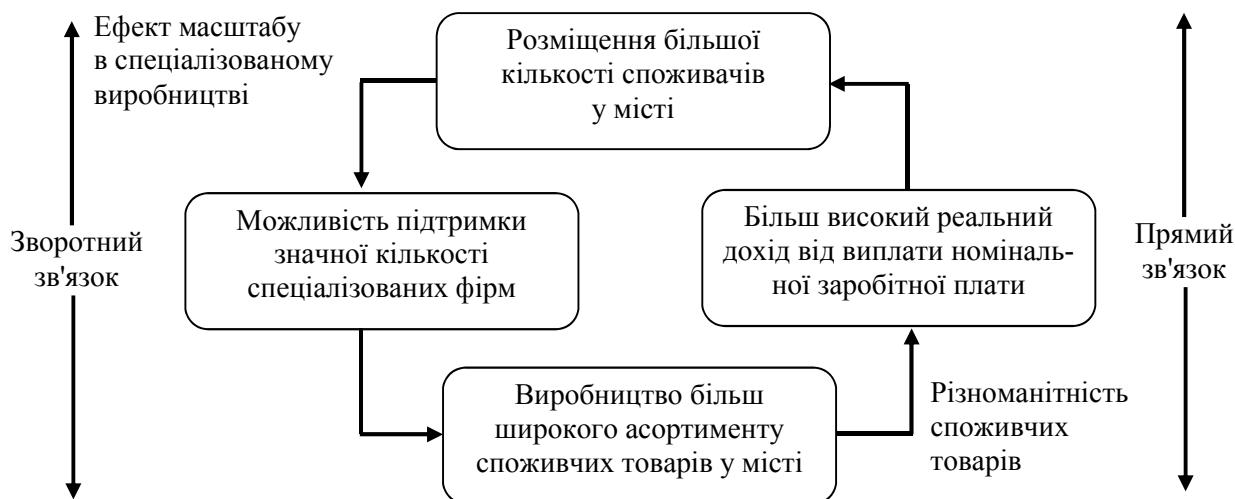 Ефект масштабу
в спеціалізованому
виробництві
Розміщення більшої
кількості споживачів
у місті
Зворотний
зв'язок
Можливість підтримки
значної кількості
спеціалізованих фірм
Більш високий реальний
дохід від виплати номіналь-
ної заробітної плати
Прямий
зв'язок
Виробництво більш
широкого асортименту
споживчих товарів у місті
Різноманітність
споживчих
товарів